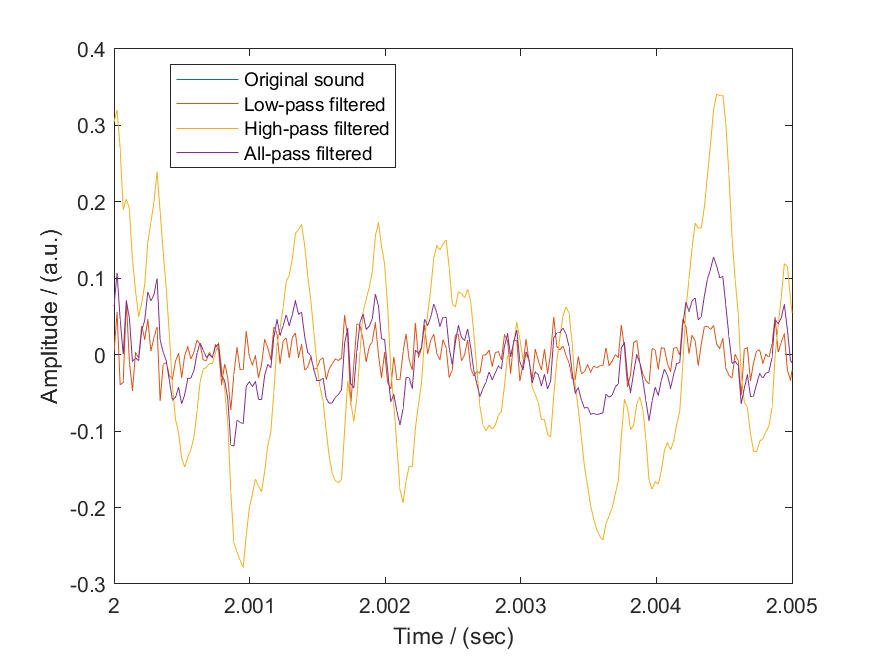 0.4
0.3
0.2
0.1
0
-0.1
-0.2
-0.3
Amplitude / (a.u.)
Original sound
Low-pass filtered
High-pass filtered
All-pass filtered
2
2.001
2.002
2.003
2.004
2.005
Time / (sec)